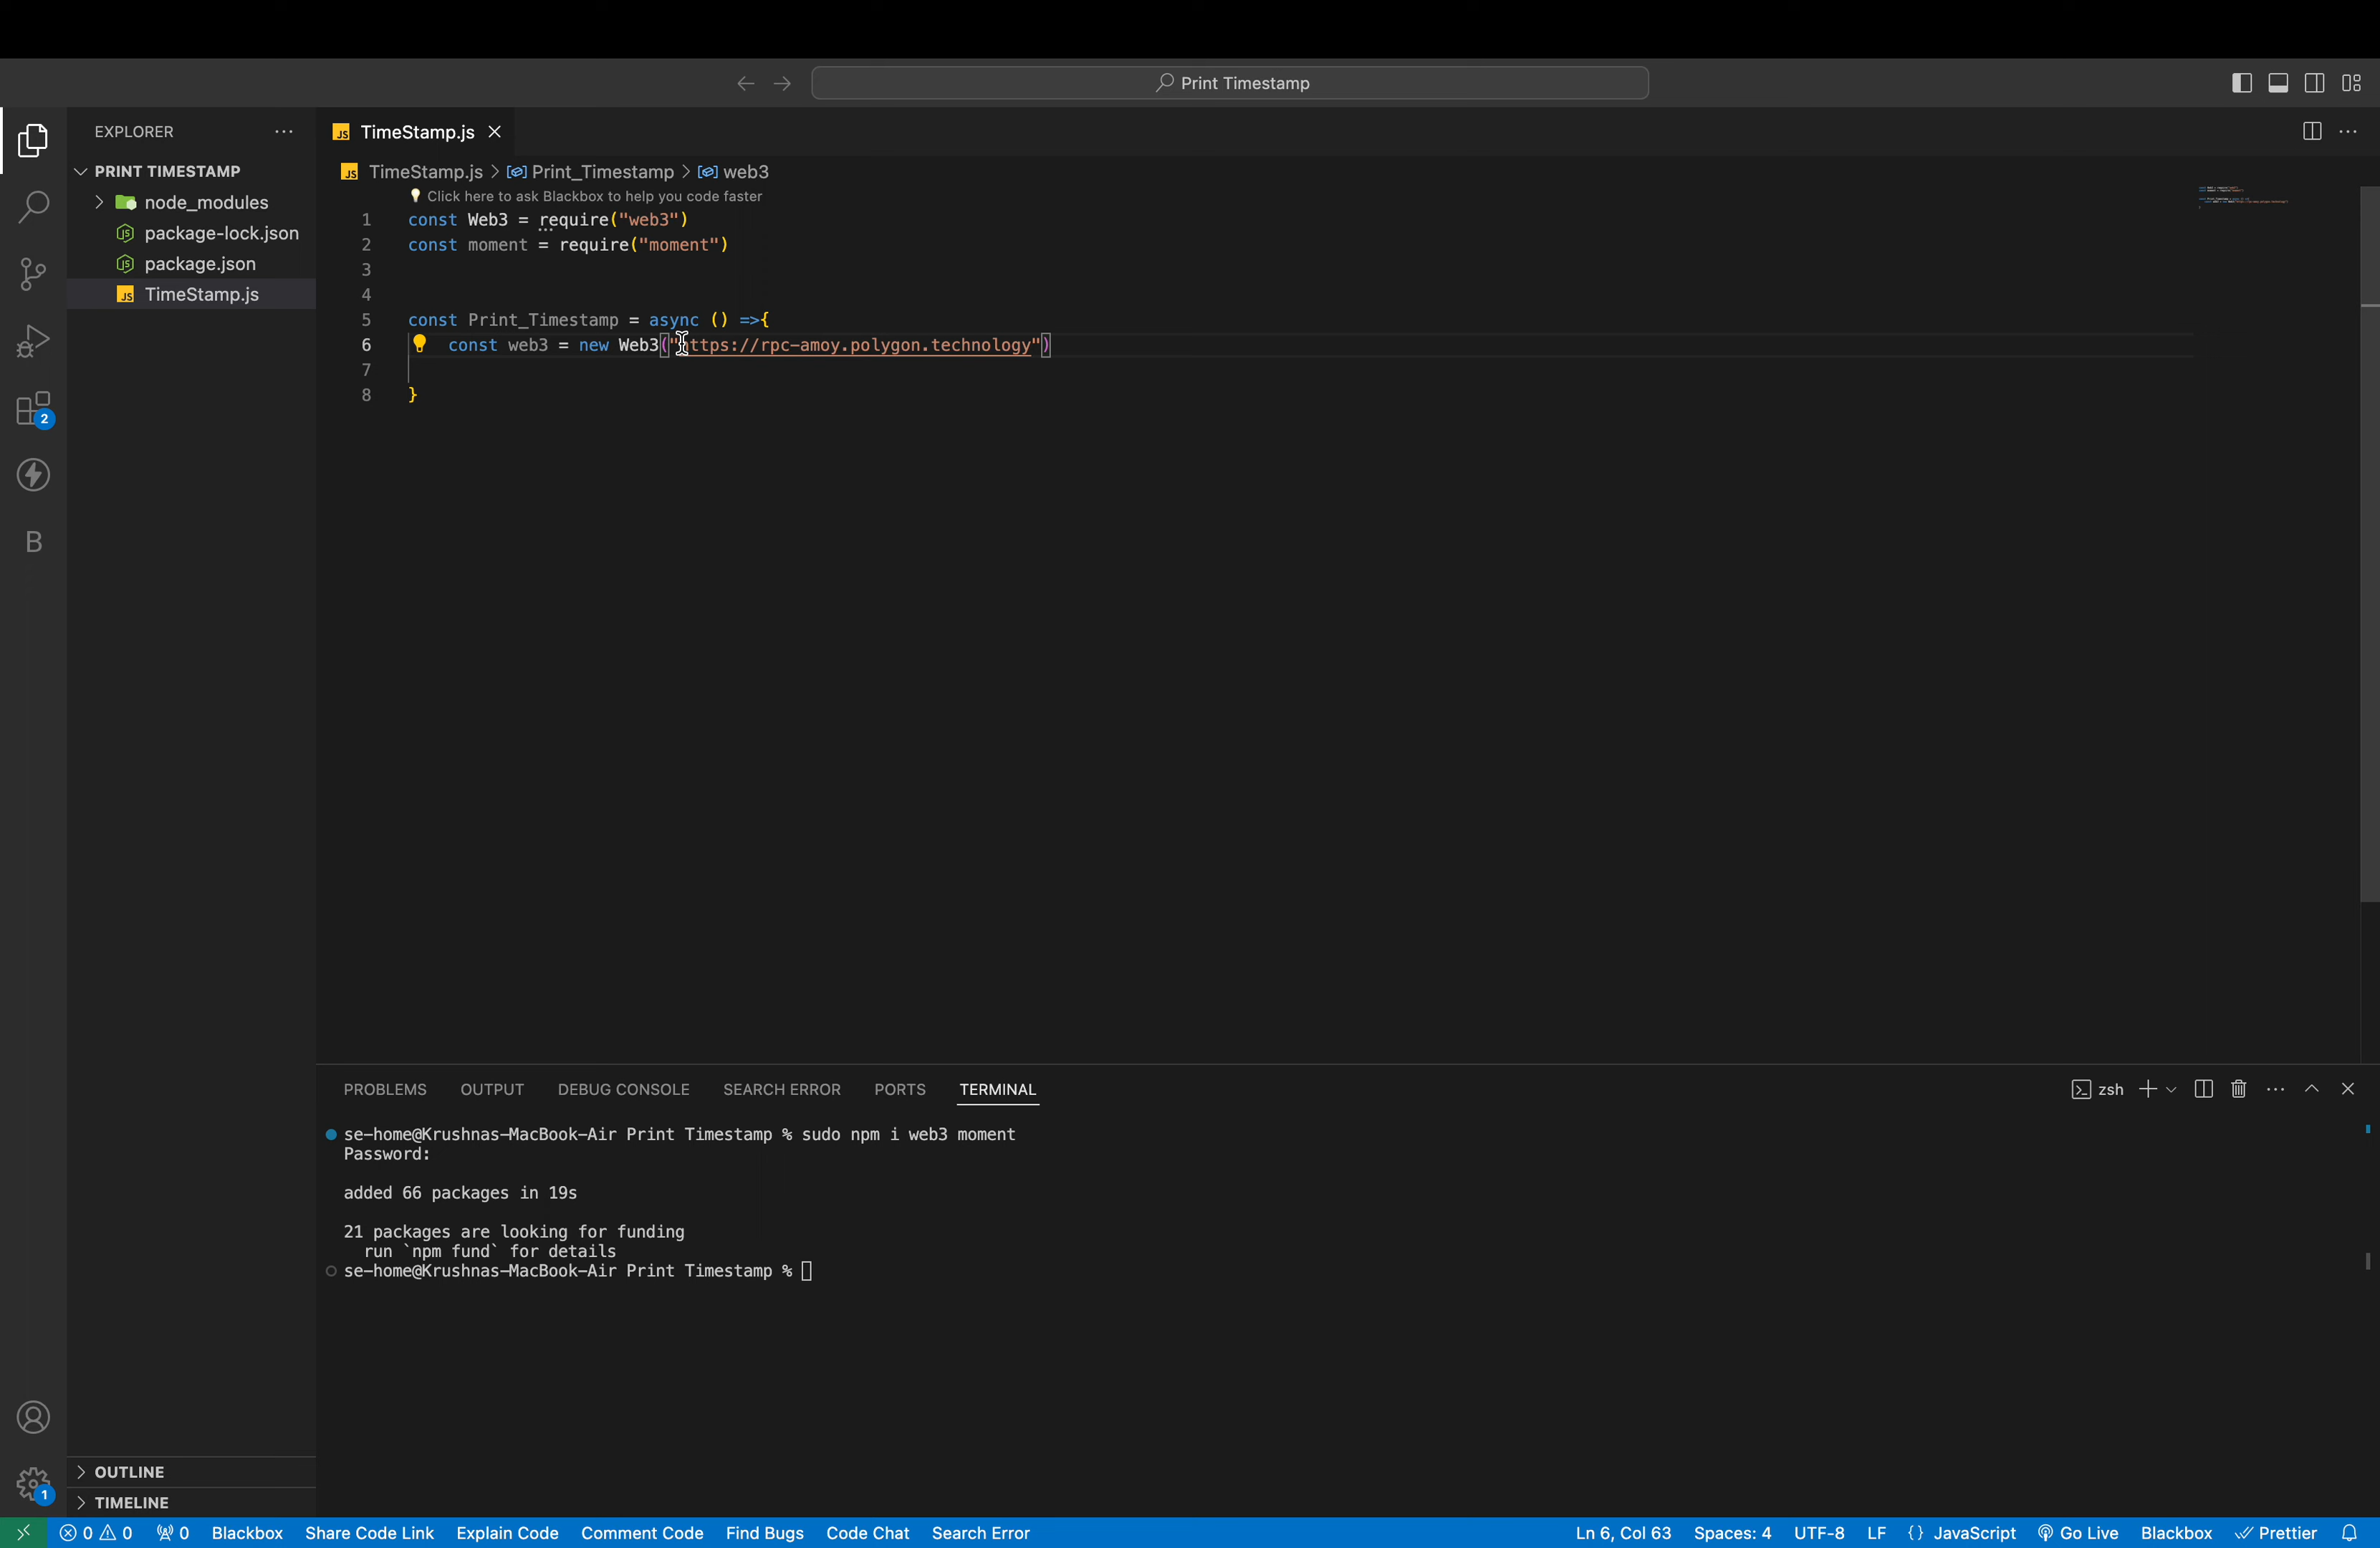 Print Timestamp
EXPLORER
PRINT TIMESTAMP
node_modules
package-lock.json
package.json
JS TimeStamp.js
OUTLINE
TIMELINE
2
B
1
JS TimeStamp.js
JS TimeStamp.js > Print_Timestamp > web3
Click here to ask Blackbox to help you code faster
1 const Web3 = require("web3")
2 const moment = require("moment")
3
4
5 const Print_Timestamp = async () =>{
6 const web3 = new Web3("https://rpc-amoy.polygon.technology")
7
8 }
PROBLEMS OUTPUT DEBUG CONSOLE SEARCH ERROR PORTS TERMINAL
zsh
se-home@Krushnas-MacBook-Air Print Timestamp % sudo npm i web3 moment
Password:
added 66 packages in 19s
21 packages are looking for funding
run `npm fund` for details
se-home@Krushnas-MacBook-Air Print Timestamp %
0 0 0 Blackbox Share Code Link Explain Code Comment Code Find Bugs Code Chat Search Error Ln 6, Col 63 Spaces: 4 UTF-8 LF {} JavaScript Go Live Blackbox Prettier